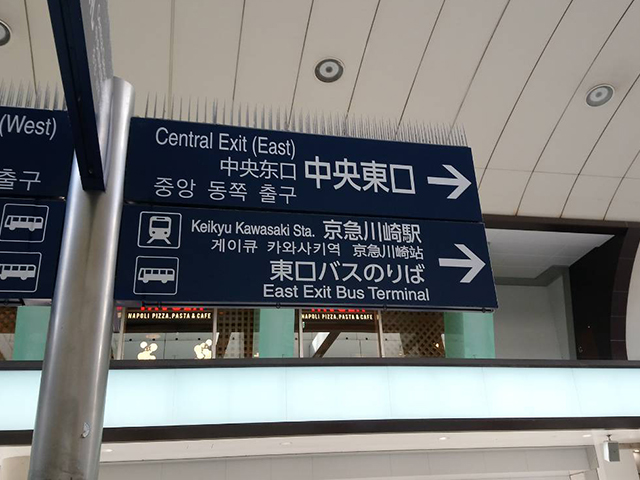 (West)
출구
Central Exit (East)
中央东口
중앙 동쪽 출구
中央東口
Keikyu Kawasaki Sta. 京急川崎駅
게이큐 카와사키역 京急川崎站
東口バスのりば
East Exit Bus Terminal
NAPOLI PIZZA, PASTA & CAFE
NAPOLI PIZZA, PASTA & CAFE